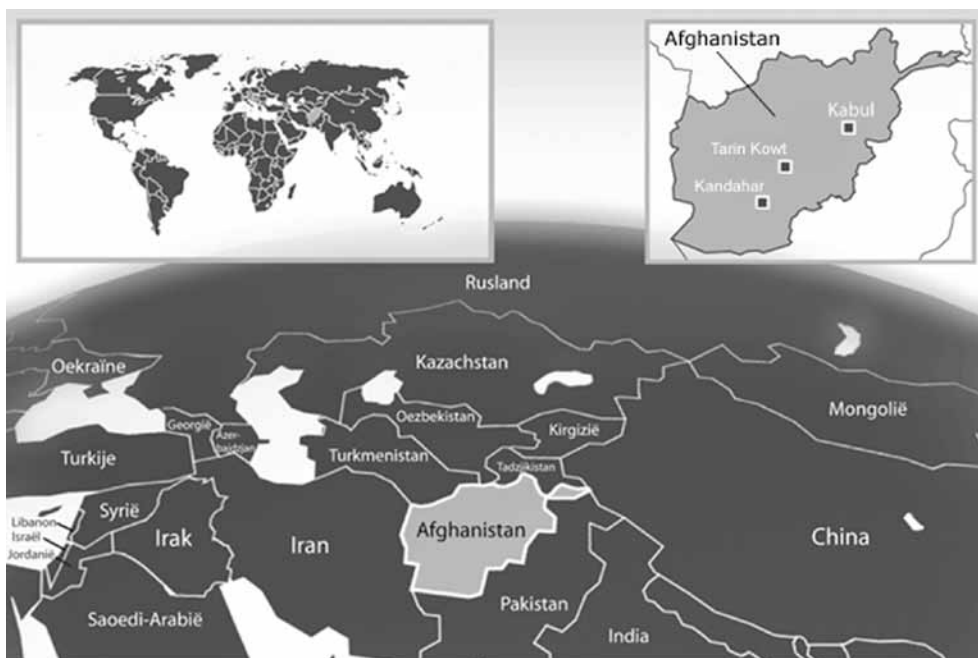 Afghanistan
Kabul
Tarin Kowt
Kandahar
Rusland
Oekraïne
Kazachstan
Mongolië
Georgië
Azer-
baidzjan
Oezbekistan
Kirgizië
Turkije
Turkmenistan
Tadzjikistan
Syrië
Libanon
Israël
Jordanië
Irak
Iran
Afghanistan
China
Pakistan
Saoedi-Arabië
India